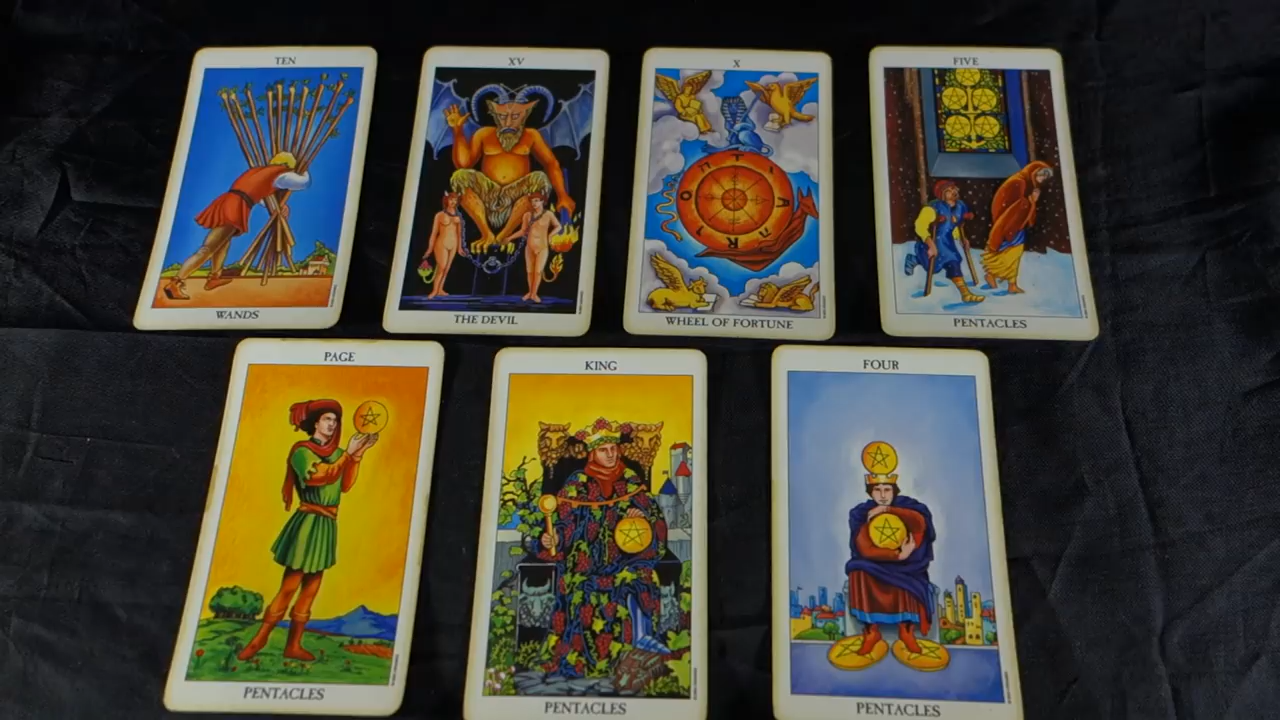 TEN
WANDS
XV
THE DEVIL
X
WHEEL OF FORTUNE
FIVE
PENTACLES
PAGE
PENTACLES
KING
PENTACLES
FOUR
PENTACLES